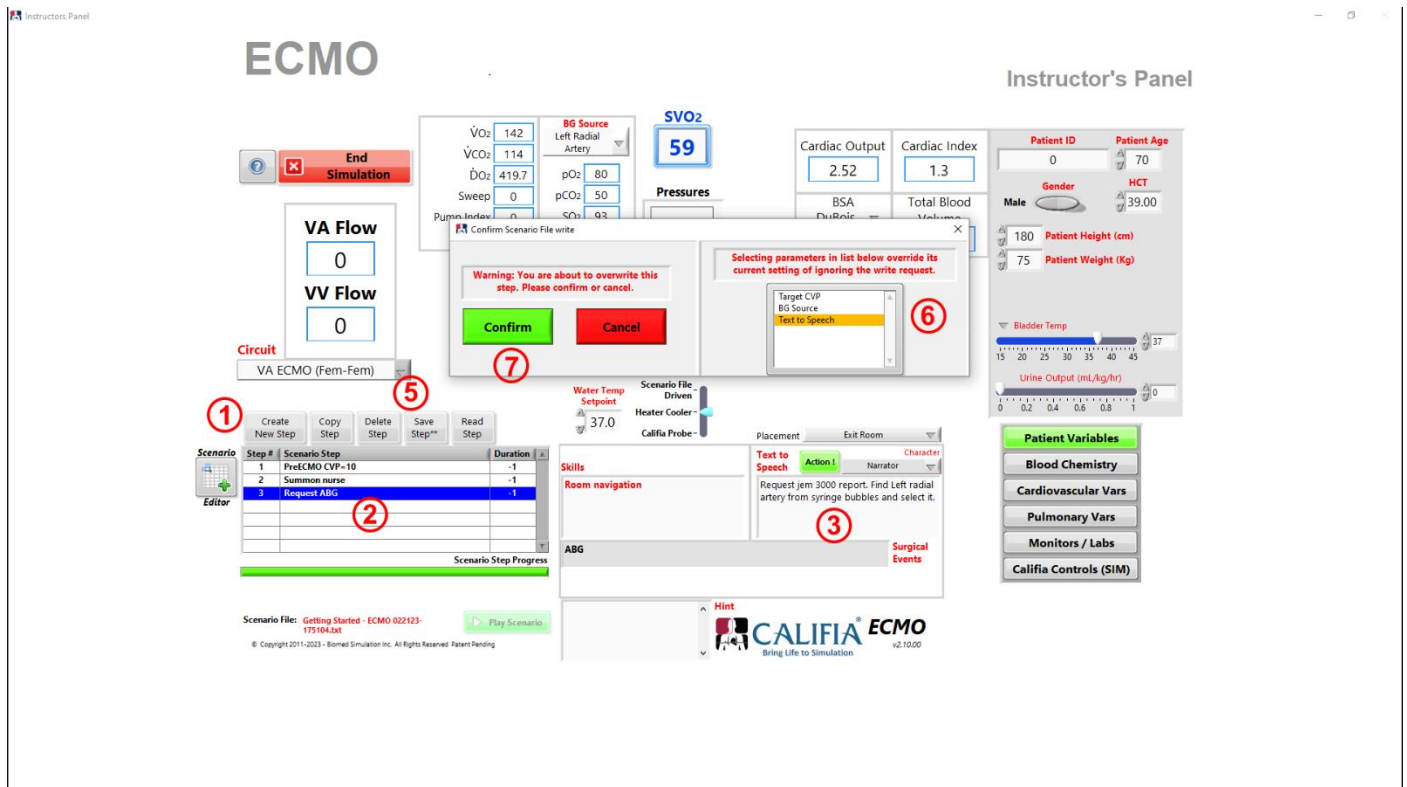 Instructors Panel
ECMO
Instructor's Panel
End
Simulation
VA Flow
0
VV Flow
0
Circuit
VA ECMO (Fem-Fem)
V̇O2 142
V̇CO2 114
ḊO2 419.7
Sweep 0
Pump Index 0
BG Source
Left Radial
Artery
pO2 80
pCO2 50
SO2 93
SVO2
59
Pressures
Cardiac Output
2.52
Cardiac Index
1.3
BSA
DuBois
Total Blood
Volume
Patient ID
0
Patient Age
70
Gender
Male
HCT
39.00
180 Patient Height (cm)
75 Patient Weight (Kg)
Bladder Temp
37
15 20 25 30 35 40 45
Urine Output (mL/kg/hr)
0
0 0.2 0.4 0.6 0.8 1
Confirm Scenario File write
Warning: You are about to overwrite this
step. Please confirm or cancel.
Confirm
Cancel
7
Selecting parameters in list below override its
current setting of ignoring the write request.
Target CVP
BG Source
Text to Speech
6
5
1
Create
New Step
Copy
Step
Delete
Step
Save
Step**
Read
Step
Scenario
Editor
Step # Scenario Step Duration
1 PreECMO CVP=10 -1
2 Summon nurse -1
3 Request ABG -1
2
Scenario Step Progress
Water Temp
Setpoint
37.0
Scenario File
Driven
Heater Cooler
Califia Probe
Placement Exit Room
Skills
Room navigation
Text to
Speech
Action !
Character
Narrator
Request jem 3000 report. Find Left radial
artery from syringe bubbles and select it.
3
ABG
Surgical
Events
Patient Variables
Blood Chemistry
Cardiovascular Vars
Pulmonary Vars
Monitors / Labs
Califia Controls (SIM)
Scenario File: Getting Started - ECMO 022123-
175104.txt
Play Scenario
© Copyright 2011-2023 - Biomed Simulation Inc. All Rights Reserved Patent Pending
Hint
CALIFIA® ECMO
Bring Life to Simulation
v2.10.00